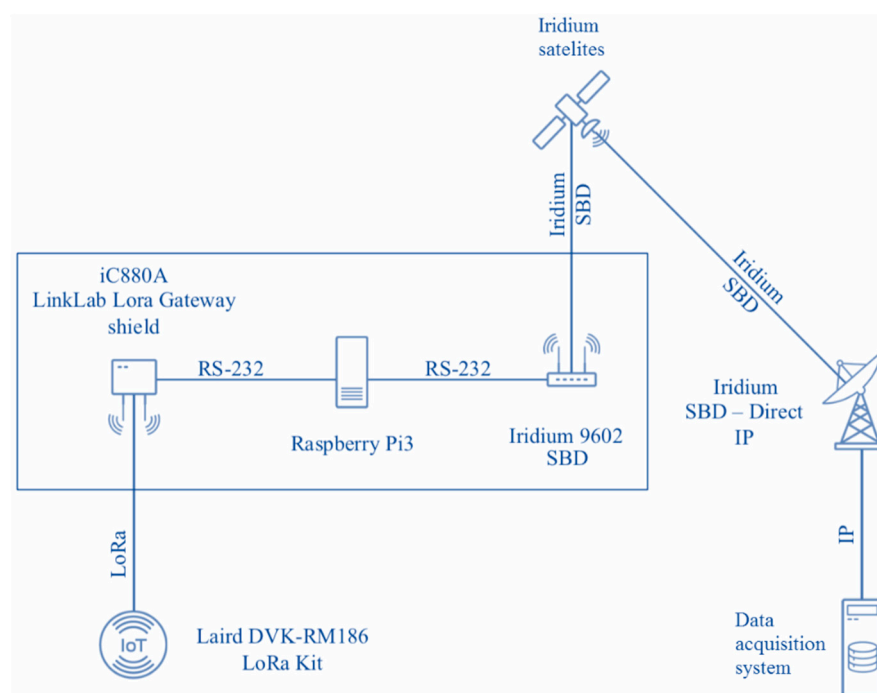 Iridium
satelites
Iridium
SBD
Iridium
SBD
iC880A
LinkLab Lora Gateway
shield
RS-232
RS-232
Raspberry Pi3
Iridium 9602
SBD
Iridium
SBD – Direct
IP
LoRa
IP
IoT
Laird DVK-RM186
LoRa Kit
Data
acquisition
system